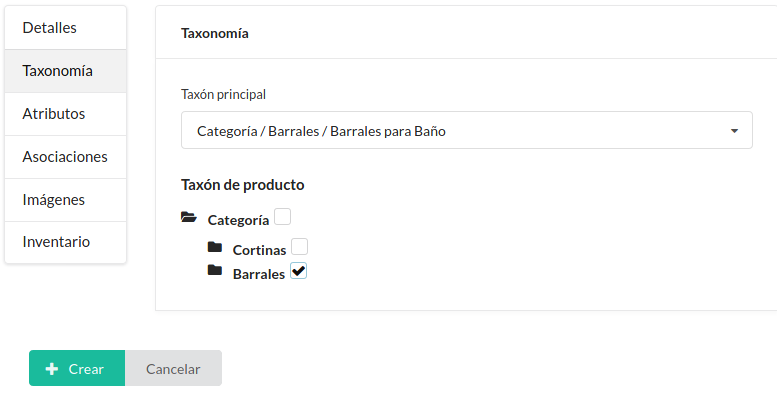 Detalles
Taxonomía
Atributos
Asociaciones
Imágenes
Inventario
Taxonomía
Taxón principal
Categoría / Barrales / Barrales para Baño
Taxón de producto
Categoría
Cortinas
Barrales
Crear
Cancelar